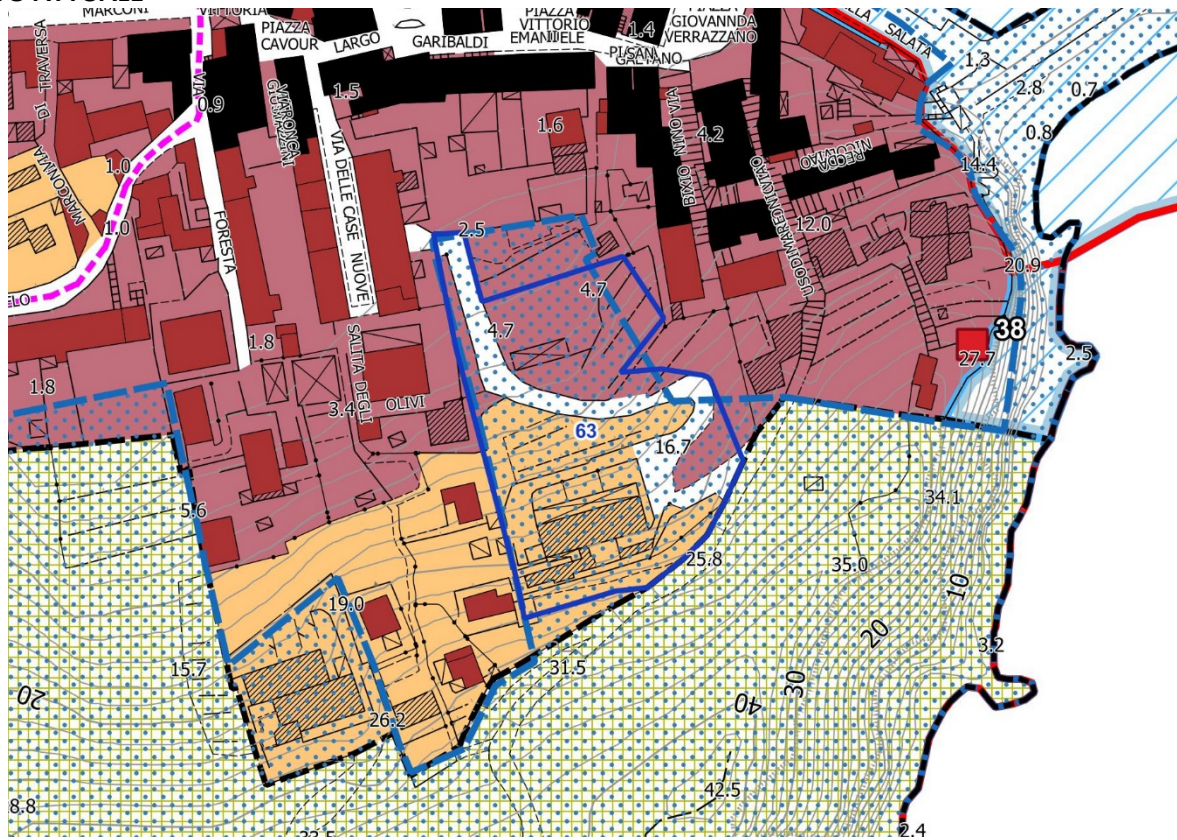 MARCONI
VITTORIA
PIAZZA
CAVOUR
LARGO
GARIBALDI
PIAZZA
VITTORIO
EMANUELE
1.4
PIAZZA
GIOVANNDA
VERRAZZANO
PISANI
GAETANO
SALATA
1.3
2.8
0.7
0.8
DI TRAVERSA
MARCONIVIA
VIA
0.9
1.5
1.6
4.2
14.4
1.0
1.0
FORESTA
VIA DELLE CASE NUOVE
BIXIO NINO VIA
12.0
2.5
4.7
4.7
20.9
1.8
1.8
3.4
SALITA DEGLI
OLIVI
38
27.7
2.5
63
16.7
5.6
34.1
25.8
35.0
10
19.0
20
3.2
15.7
31.5
30
20
40
26.2
42.5
8.8
2.4